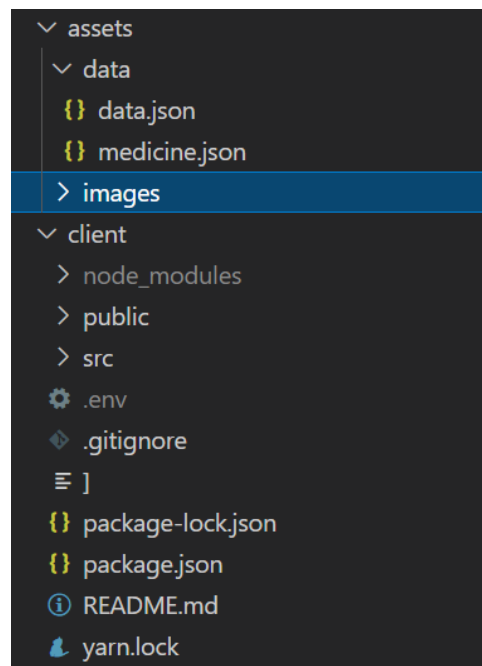 assets
data
{} data.json
{} medicine.json
images
client
node_modules
public
src
.env
.gitignore
]
{} package-lock.json
{} package.json
README.md
yarn.lock